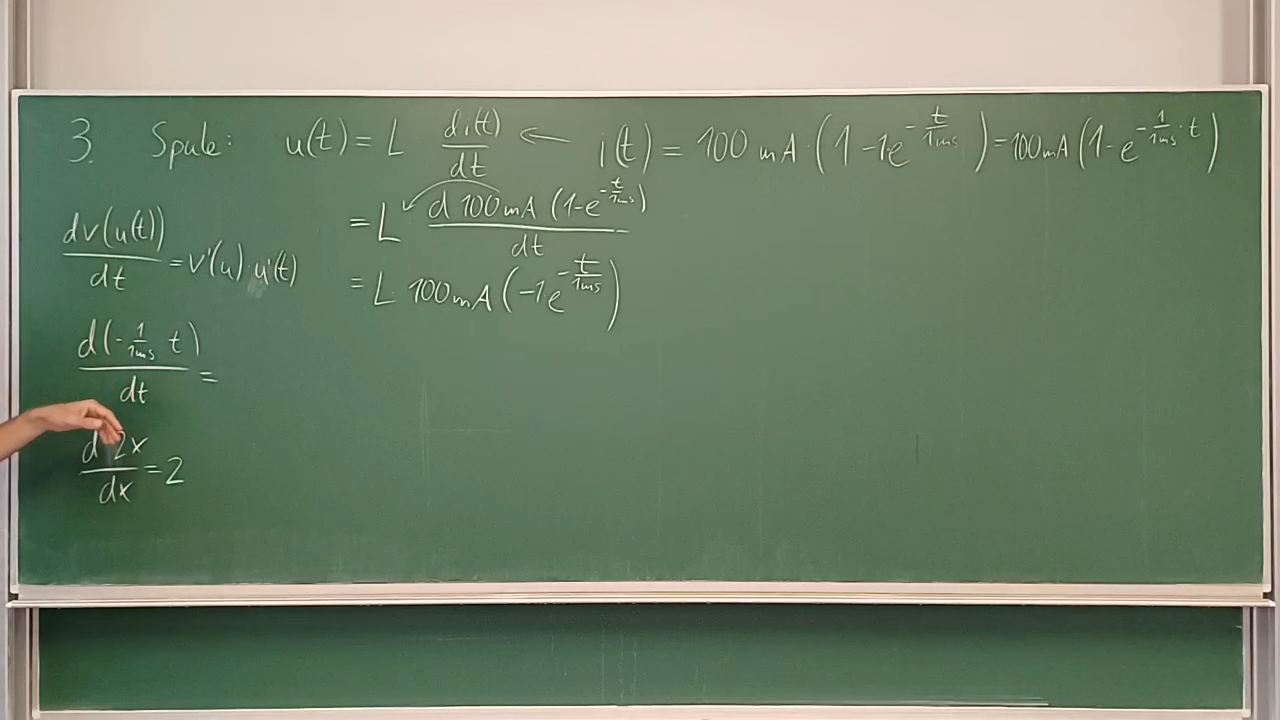 3. Spule: u(t) = L di(t)/dt ← i(t) = 100 mA · (1 - 1e^(-t/1ms)) = 100mA (1 - e^(-1/1ms · t))
= L d 100mA (1-e^(-t/1ms))/dt
dv(u(t))/dt = v'(u) u'(t)
= L 100mA (-1e^(-t/1ms))
d(-1/1ms t)/dt =
d 2x/dx = 2